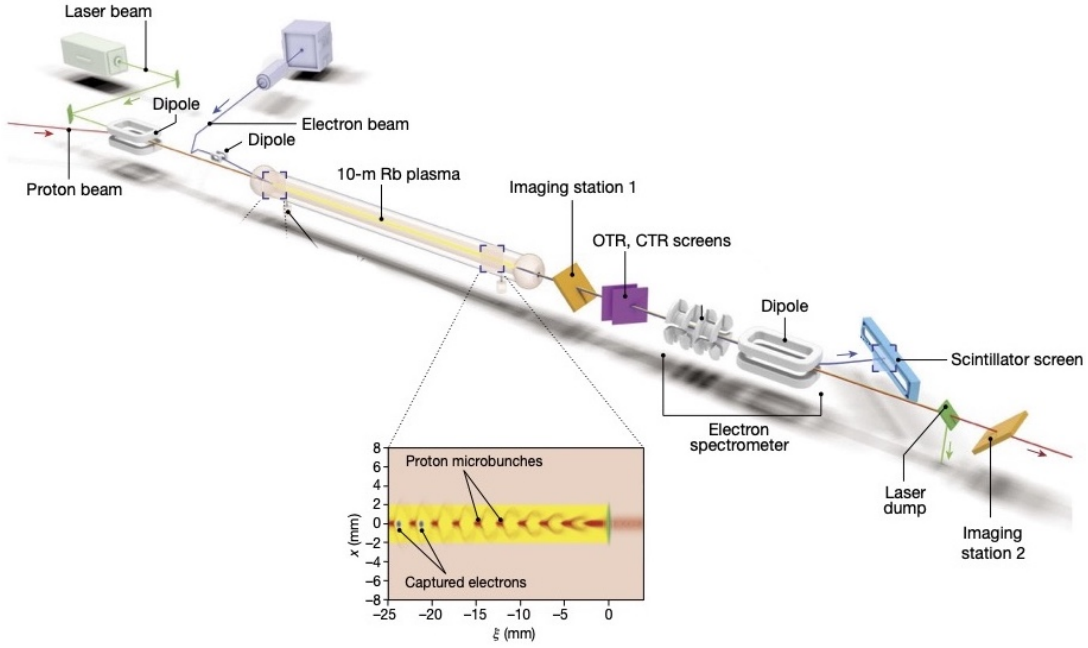 Laser beam
Dipole
Electron beam
Dipole
Proton beam
10-m Rb plasma
Imaging station 1
OTR, CTR screens
Dipole
Scintillator screen
Electron
spectrometer
Laser
dump
Imaging
station 2
8
6
4
2
0
−2
−4
−6
−8
x (mm)
Proton microbunches
Captured electrons
−25 −20 −15 −10 −5 0
ξ (mm)